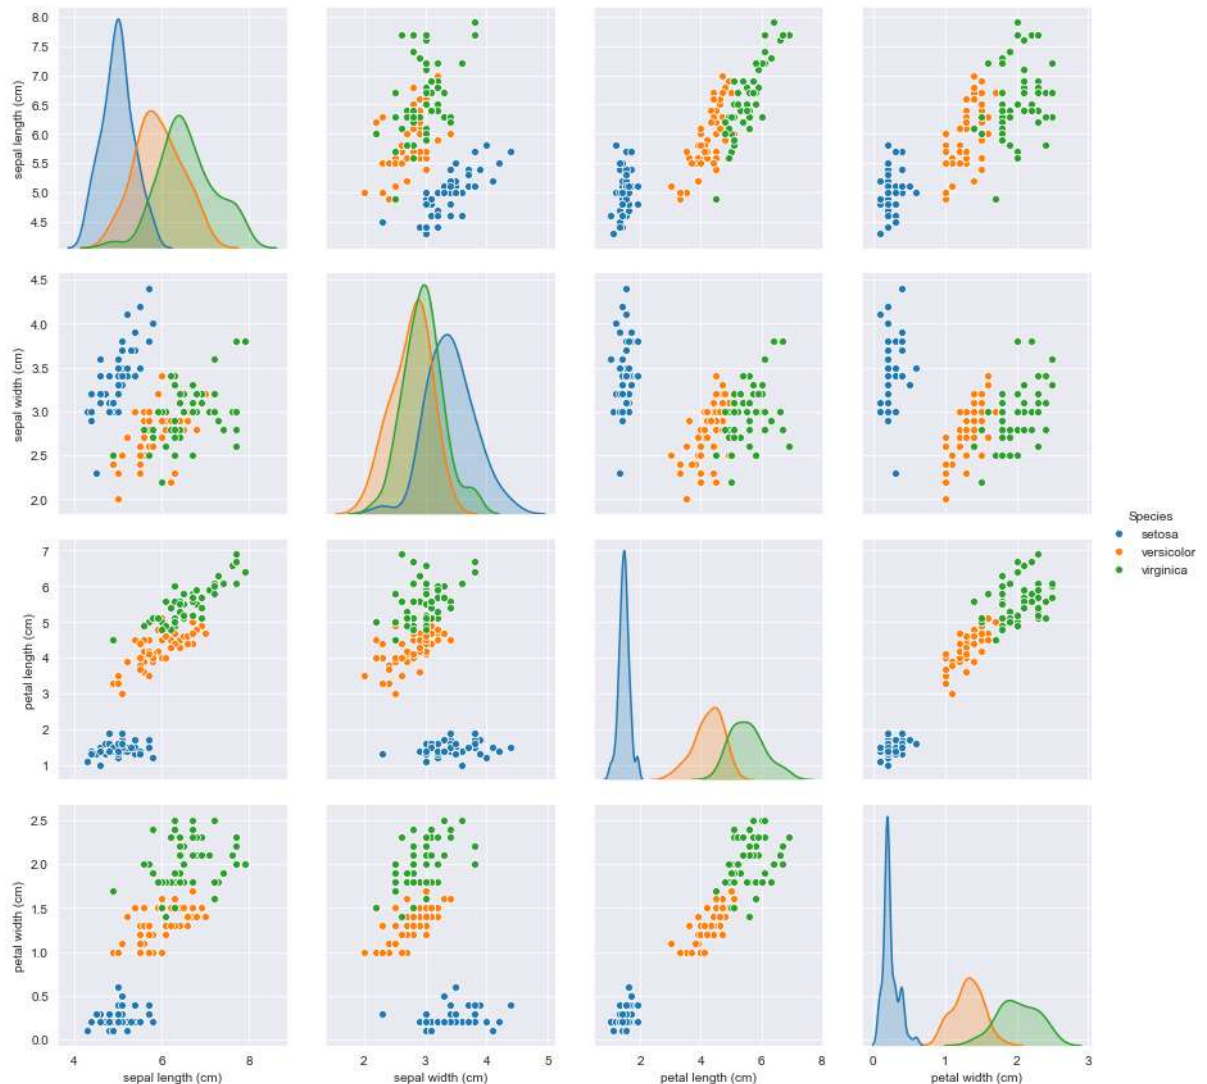 8.0
7.5
7.0
6.5
6.0
5.5
5.0
4.5
sepal length (cm)
4.5
4.0
3.5
3.0
2.5
2.0
sepal width (cm)
Species
setosa
versicolor
virginica
7
6
5
4
3
2
1
petal length (cm)
2.5
2.0
1.5
1.0
0.5
0.0
petal width (cm)
4 6 8 2 3 4 5 2 4 6 8 0 1 2 3
sepal length (cm) sepal width (cm) petal length (cm) petal width (cm)